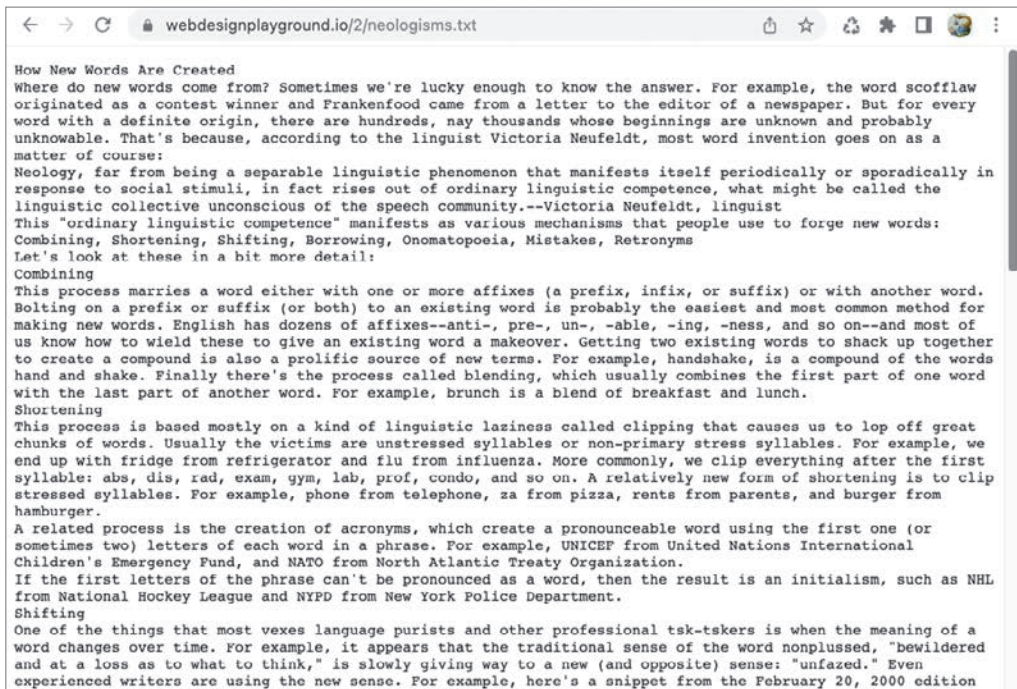 webdesignplayground.io/2/neologisms.txt
How New Words Are Created
Where do new words come from? Sometimes we're lucky enough to know the answer. For example, the word scofflaw
originated as a contest winner and Frankenfood came from a letter to the editor of a newspaper. But for every
word with a definite origin, there are hundreds, nay thousands whose beginnings are unknown and probably
unknowable. That's because, according to the linguist Victoria Neufeldt, most word invention goes on as a
matter of course:
Neology, far from being a separable linguistic phenomenon that manifests itself periodically or sporadically in
response to social stimuli, in fact rises out of ordinary linguistic competence, what might be called the
linguistic collective unconscious of the speech community.--Victoria Neufeldt, linguist
This "ordinary linguistic competence" manifests as various mechanisms that people use to forge new words:
Combining, Shortening, Shifting, Borrowing, Onomatopoeia, Mistakes, Retronyms
Let's look at these in a bit more detail:
Combining
This process marries a word either with one or more affixes (a prefix, infix, or suffix) or with another word.
Bolting on a prefix or suffix (or both) to an existing word is probably the easiest and most common method for
making new words. English has dozens of affixes--anti-, pre-, un-, -able, -ing, -ness, and so on--and most of
us know how to wield these to give an existing word a makeover. Getting two existing words to shack up together
to create a compound is also a prolific source of new terms. For example, handshake, is a compound of the words
hand and shake. Finally there's the process called blending, which usually combines the first part of one word
with the last part of another word. For example, brunch is a blend of breakfast and lunch.
Shortening
This process is based mostly on a kind of linguistic laziness called clipping that causes us to lop off great
chunks of words. Usually the victims are unstressed syllables or non-primary stress syllables. For example, we
end up with fridge from refrigerator and flu from influenza. More commonly, we clip everything after the first
syllable: abs, dis, rad, exam, gym, lab, prof, condo, and so on. A relatively new form of shortening is to clip
stressed syllables. For example, phone from telephone, za from pizza, rents from parents, and burger from
hamburger.
A related process is the creation of acronyms, which create a pronounceable word using the first one (or
sometimes two) letters of each word in a phrase. For example, UNICEF from United Nations International
Children's Emergency Fund, and NATO from North Atlantic Treaty Organization.
If the first letters of the phrase can't be pronounced as a word, then the result is an initialism, such as NHL
from National Hockey League and NYPD from New York Police Department.
Shifting
One of the things that most vexes language purists and other professional tsk-tskers is when the meaning of a
word changes over time. For example, it appears that the traditional sense of the word nonplussed, "bewildered
and at a loss as to what to think," is slowly giving way to a new (and opposite) sense: "unfazed." Even
experienced writers are using the new sense. For example, here's a snippet from the February 20, 2000 edition